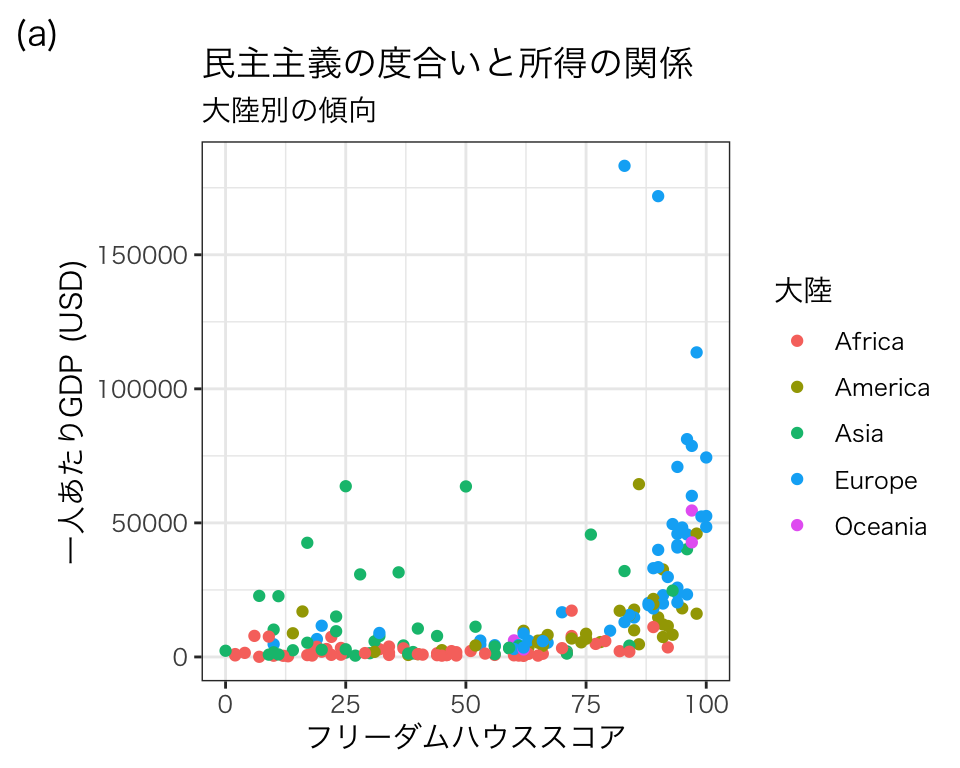 (a)
民主主義の度合いと所得の関係
大陸別の傾向
一人あたりGDP (USD)
150000
100000
50000
0
0 25 50 75 100
フリーダムハウススコア
大陸
Africa
America
Asia
Europe
Oceania